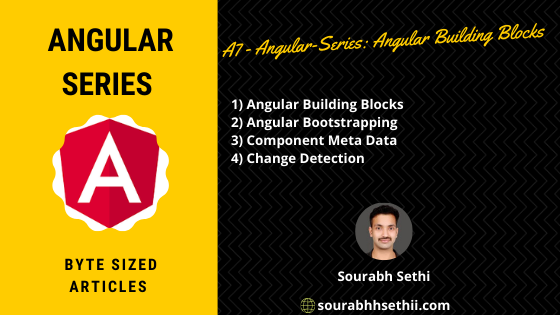 ANGULAR
SERIES
A
BYTE SIZED
ARTICLES
A7 - Angular-Series: Angular Building Blocks
1) Angular Building Blocks
2) Angular Bootstrapping
3) Component Meta Data
4) Change Detection
Sourabh Sethi
sourabhhsethii.com